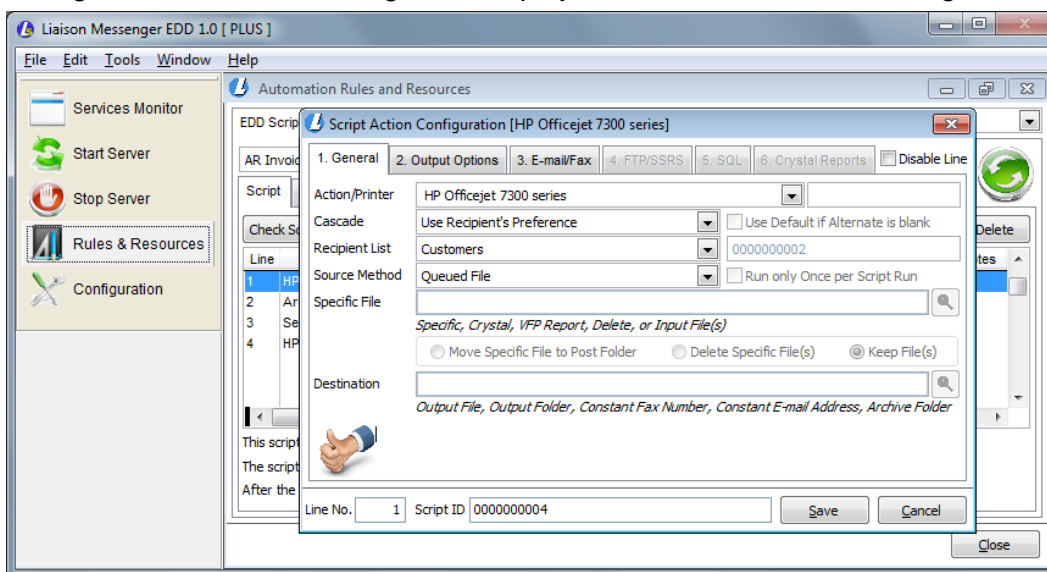 Liaison Messenger EDD 1.0 [ PLUS ]
File Edit Tools Window Help
Services Monitor
Start Server
Stop Server
Rules & Resources
Configuration
Automation Rules and Resources
EDD Scrip
AR Invoic
Script
Check Sc
Delete
Line
tes
1 HP
2 Ar
3 Se
4 HP
This script
The script
After the
Close
Script Action Configuration [HP Officejet 7300 series]
1. General 2. Output Options 3. E-mail/Fax 4. FTP/SSRS 5. SQL 6. Crystal Reports Disable Line
Action/Printer HP Officejet 7300 series
Cascade Use Recipient's Preference Use Default if Alternate is blank
Recipient List Customers 0000000002
Source Method Queued File Run only Once per Script Run
Specific File
Specific, Crystal, VFP Report, Delete, or Input File(s)
Move Specific File to Post Folder Delete Specific File(s) Keep File(s)
Destination
Output File, Output Folder, Constant Fax Number, Constant E-mail Address, Archive Folder
Line No. 1 Script ID 0000000004 Save Cancel